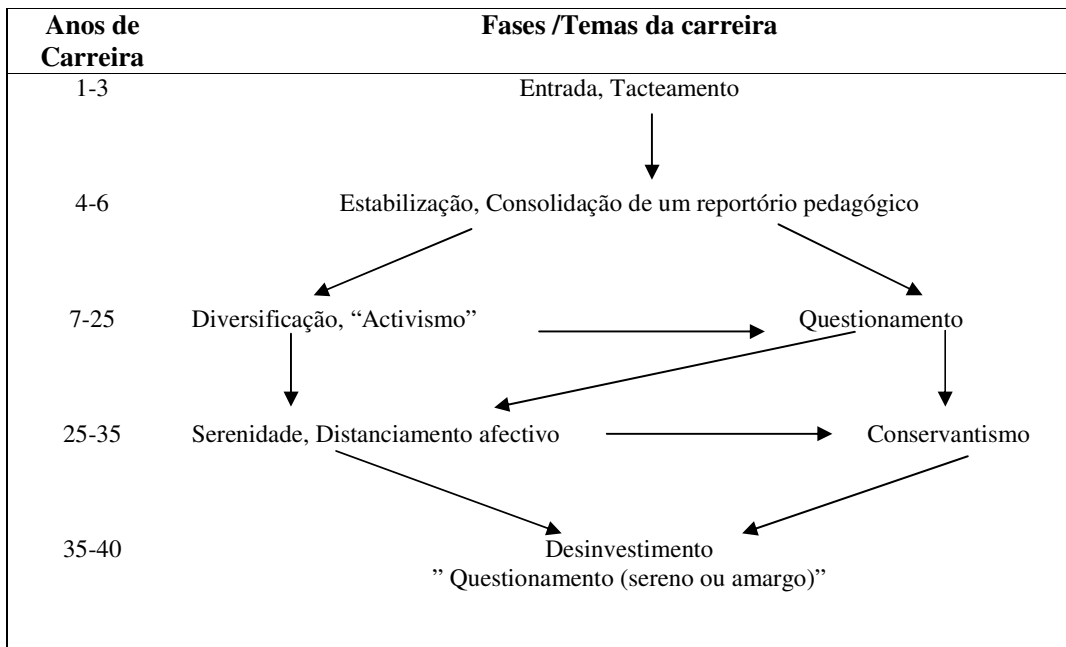 Anos de Carreira
Fases /Temas da carreira
1-3
Entrada, Tacteamento
4-6
Estabilização, Consolidação de um reportório pedagógico
7-25
Diversificação, “Activismo”
Questionamento
25-35
Serenidade, Distanciamento afectivo
Conservantismo
35-40
Desinvestimento
” Questionamento (sereno ou amargo)”